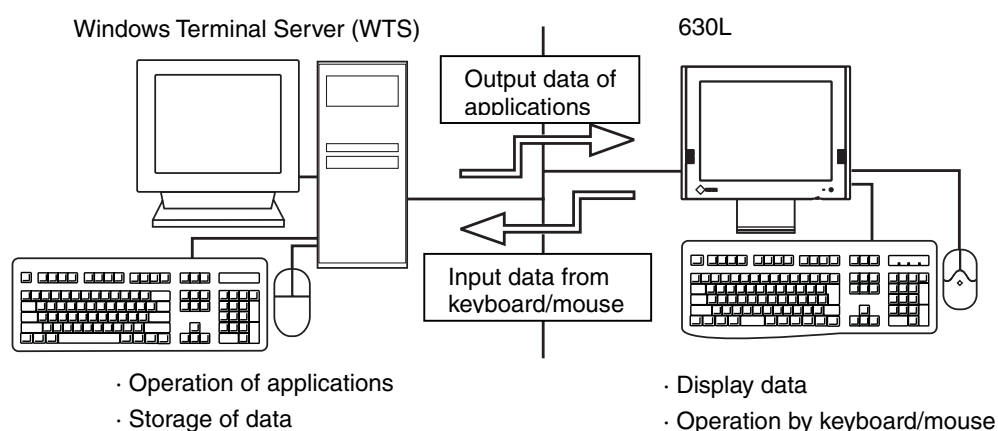 Windows Terminal Server (WTS)
630L
Output data of
applications
Input data from
keyboard/mouse
· Operation of applications
· Storage of data
· Display data
· Operation by keyboard/mouse